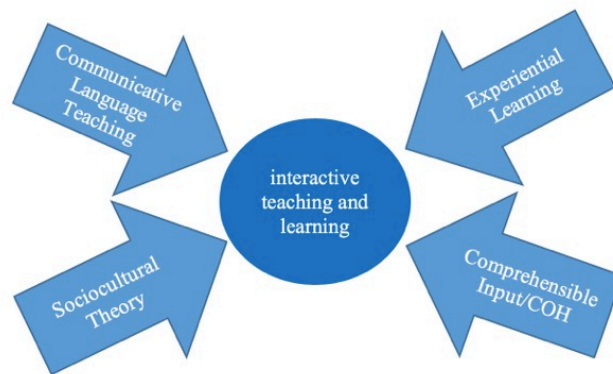 Communicative
Language
Teaching
Experiential
Learning
interactive
teaching and
learning
Sociocultural
Theory
Comprehensible
Input/COH